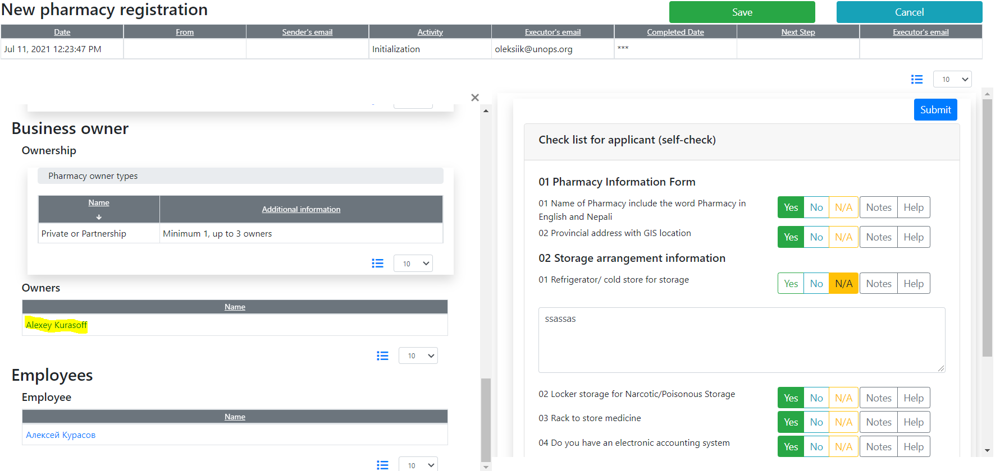 New pharmacy registration
Save
Cancel
Date From Sender's email Activity Executor's email Completed Date Next Step Executor's email
Jul 11, 2021 12:23:47 PM Initialization oleksiik@unops.org ***
10
Business owner
Ownership
Pharmacy owner types
Name Additional information
Private or Partnership Minimum 1, up to 3 owners
10
Owners
Name
Alexey Kurasoff
10
Employees
Employee
Name
Алексей Курасов
10
Submit
Check list for applicant (self-check)
01 Pharmacy Information Form
01 Name of Pharmacy include the word Pharmacy in
English and Nepali
Yes No N/A Notes Help
02 Provincial address with GIS location
Yes No N/A Notes Help
02 Storage arrangement information
01 Refrigerator/ cold store for storage
Yes No N/A Notes Help
ssassas
02 Locker storage for Narcotic/Poisonous Storage
Yes No N/A Notes Help
03 Rack to store medicine
Yes No N/A Notes Help
04 Do you have an electronic accounting system
Yes No N/A Notes Help